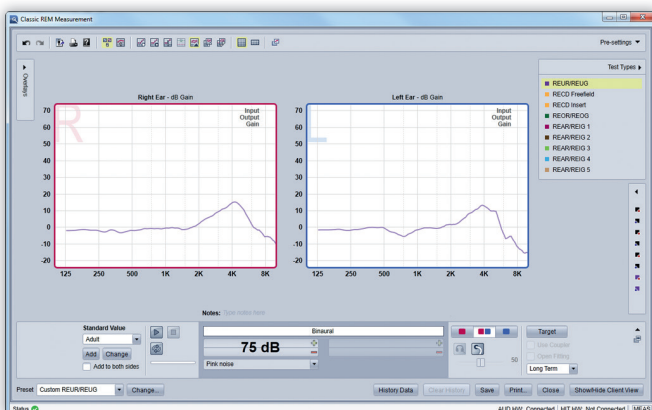 Classic REM Measurement
Pre-settings
Overlays
Test Types
REUR/REUG
RECD Freefield
RECD Insert
REOR/REOG
REAR/REIG 1
REAR/REIG 2
REAR/REIG 3
REAR/REIG 4
REAR/REIG 5
Right Ear - dB Gain
R
Input
Output
Gain
70
60
50
40
30
20
10
0
-10
-20
125 250 500 1K 2K 4K 8K
Left Ear - dB Gain
L
Input
Output
Gain
70
60
50
40
30
20
10
0
-10
-20
125 250 500 1K 2K 4K 8K
Notes: Type notes here
Standard Value
Adult
Add Change
Add to both sides
Binaural
75 dB
Pink noise
50
Target
Use Coupler
Open Fitting
Long Term
Preset Custom REUR/REUG Change... History Data Clear History Save Print... Close Show/Hide Client View
Status AUD HW: Connected HIT HW: Not Connected MEAS